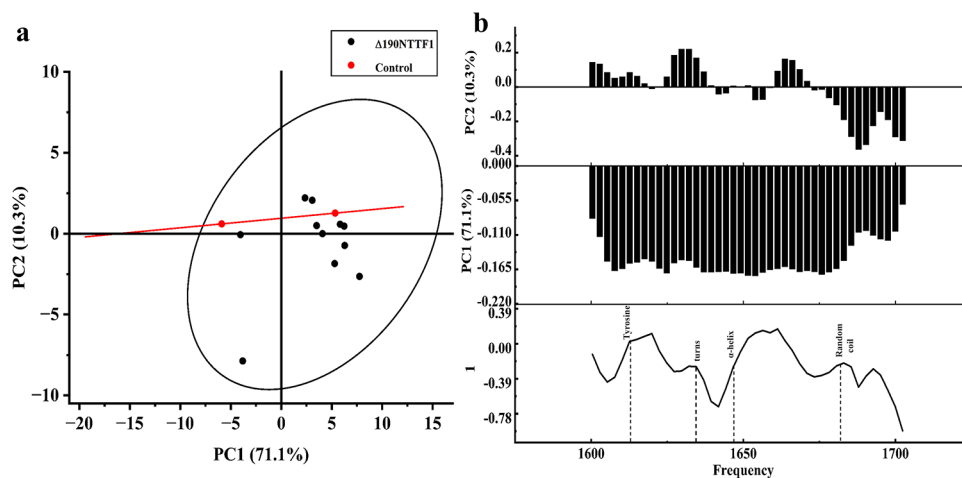 a
Δ190NTTF1
Control
10
5
0
−5
−10
−20
−15
−10
−5
0
5
10
15
PC2 (10.3%)
PC1 (71.1%)
b
0.2
0.0
-0.2
-0.4
PC2 (10.3%)
0.000
-0.055
-0.110
-0.165
-0.220
PC1 (71.1%)
0.39
0.00
-0.39
-0.78
1
Tyrosine
turns
α-helix
Random
coil
1600
1650
1700
Frequency